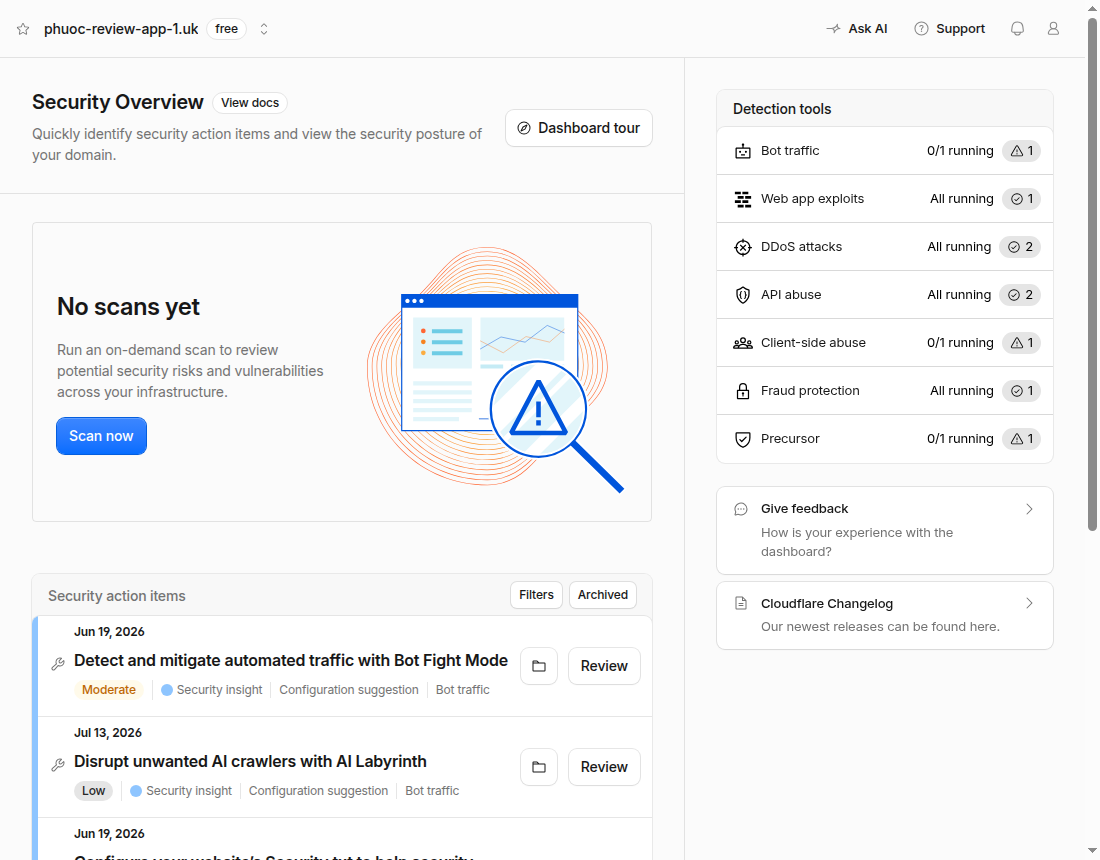 phuoc-review-app-1.uk free
Ask AI Support
Security Overview View docs
Quickly identify security action items and view the security posture of
your domain.
Dashboard tour
No scans yet
Run an on-demand scan to review
potential security risks and vulnerabilities
across your infrastructure.
Scan now
Security action items Filters Archived
Jun 19, 2026
Detect and mitigate automated traffic with Bot Fight Mode
Moderate Security insight Configuration suggestion Bot traffic
Review
Jul 13, 2026
Disrupt unwanted AI crawlers with AI Labyrinth
Low Security insight Configuration suggestion Bot traffic
Review
Jun 19, 2026
Configure your website's Security.txt to help security
Detection tools
Bot traffic 0/1 running 1
Web app exploits All running 1
DDoS attacks All running 2
API abuse All running 2
Client-side abuse 0/1 running 1
Fraud protection All running 1
Precursor 0/1 running 1
Give feedback
How is your experience with the
dashboard?
Cloudflare Changelog
Our newest releases can be found here.